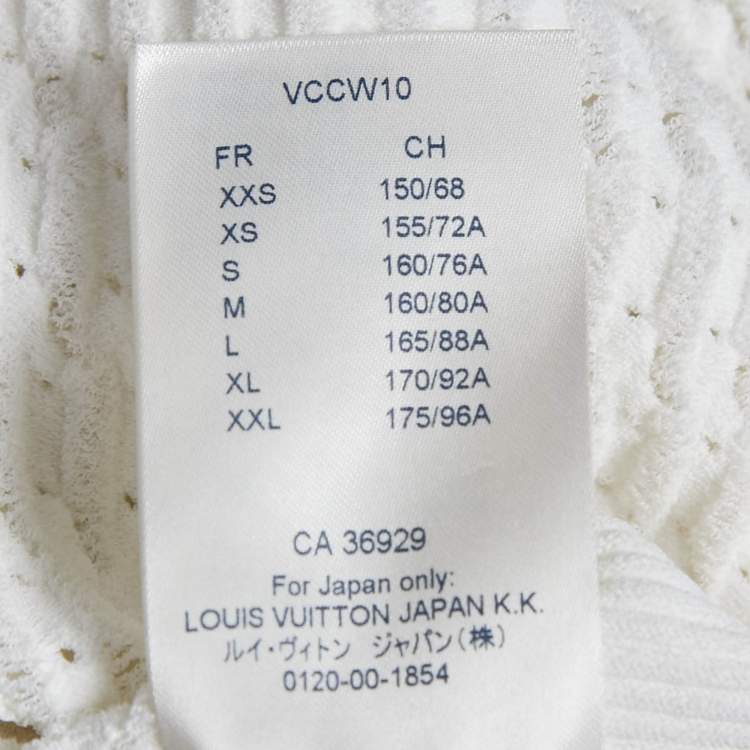 VCCW10
FR CH
XXS 150/68
XS 155/72A
S 160/76A
M 160/80A
L 165/88A
XL 170/92A
XXL 175/96A
CA 36929
For Japan only:
LOUIS VUITTON JAPAN K.K.
ルイ・ヴィトン ジャパン(株)
0120-00-1854